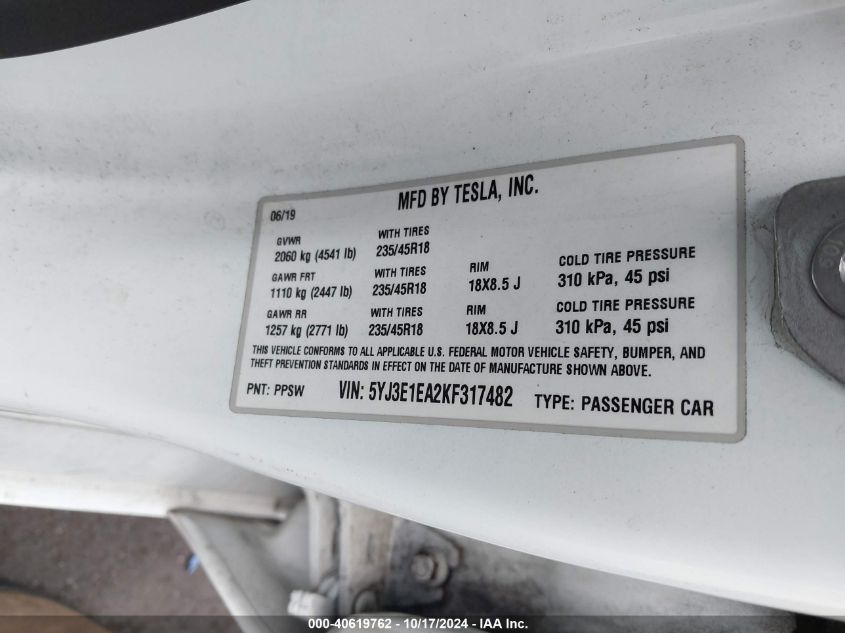 MFD BY TESLA, INC.
06/19
GVWR WITH TIRES
2060 kg (4541 lb) 235/45R18
GAWR FRT WITH TIRES RIM COLD TIRE PRESSURE
1110 kg (2447 lb) 235/45R18 18X8.5 J 310 kPa, 45 psi
GAWR RR WITH TIRES RIM COLD TIRE PRESSURE
1257 kg (2771 lb) 235/45R18 18X8.5 J 310 kPa, 45 psi
THIS VEHICLE CONFORMS TO ALL APPLICABLE U.S. FEDERAL MOTOR VEHICLE SAFETY, BUMPER, AND
THEFT PREVENTION STANDARDS IN EFFECT ON THE DATE OF MANUFACTURE SHOWN ABOVE.
PNT: PPSW VIN: 5YJ3E1EA2KF317482 TYPE: PASSENGER CAR
000-40619762 - 10/17/2024 - IAA Inc.